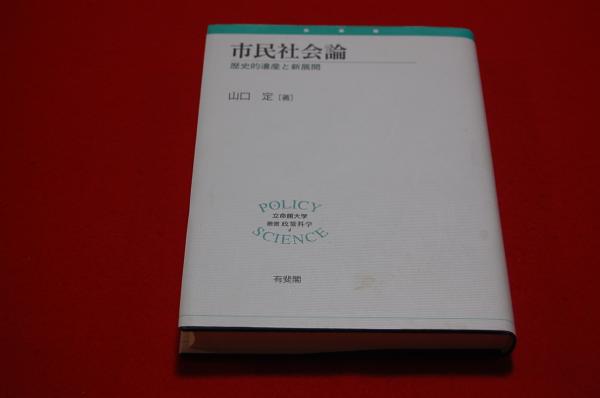 市民社会論
歴史的遺産と新展開
山口 定 [著]
POLICY
立命館大学
叢書 政策科学
4
SCIENCE
有斐閣